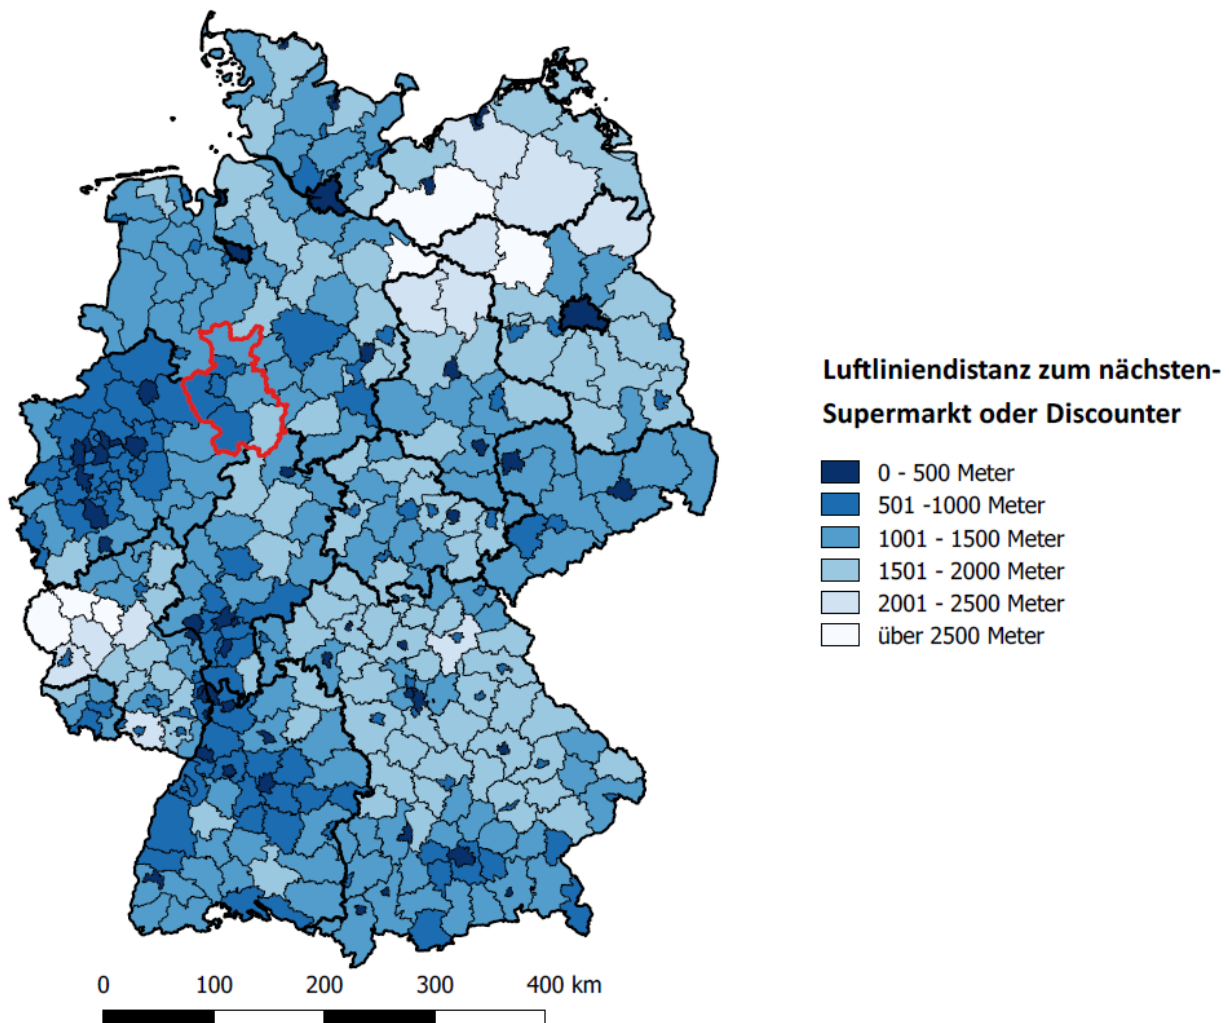 Luftliniendistanz zum nächsten-
Supermarkt oder Discounter
0 - 500 Meter
501 -1000 Meter
1001 - 1500 Meter
1501 - 2000 Meter
2001 - 2500 Meter
über 2500 Meter
0 100 200 300 400 km